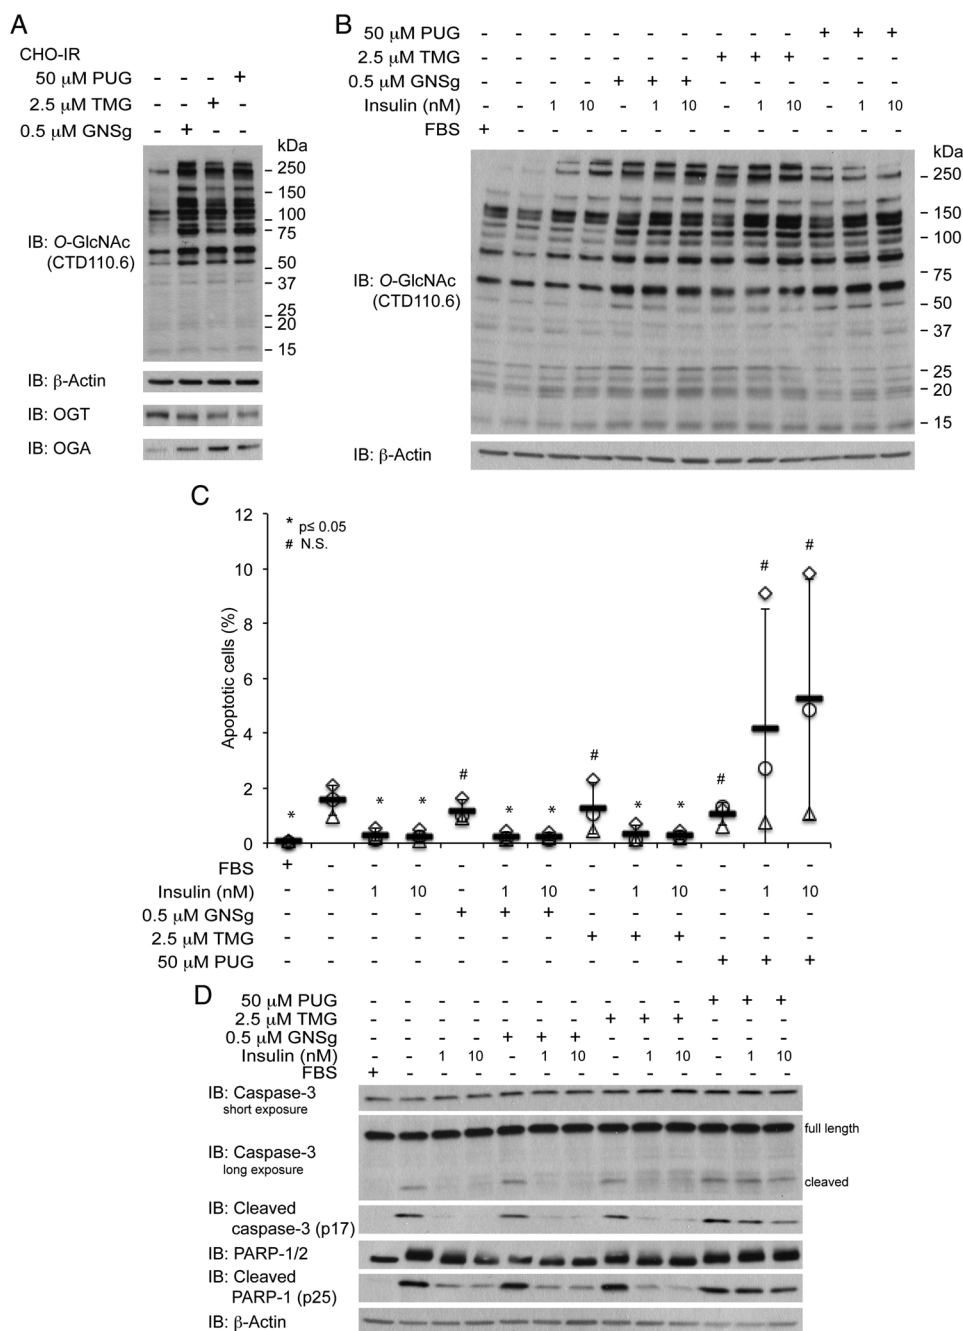 A
CHO-IR
50 µM PUG - - - +
2.5 µM TMG - - + -
0.5 µM GNSg - + - -
kDa
250
150
100
75
50
37
25
20
15
IB: O-GlcNAc
(CTD110.6)
IB: β-Actin
IB: OGT
IB: OGA
B
50 µM PUG - - - - - - - - - - + + +
2.5 µM TMG - - - - - - - + + + - - -
0.5 µM GNSg - - - - + + + - - - - - -
Insulin (nM) - - 1 10 - 1 10 - 1 10 - 1 10
FBS + - - - - - - - - - - - -
kDa
250
150
100
75
50
37
25
20
15
IB: O-GlcNAc
(CTD110.6)
IB: β-Actin
C
Apoptotic cells (%)
12
10
8
6
4
2
0
* p≤ 0.05
# N.S.
* * * # * * # * * # # #
FBS + - - - - - - - - - - - -
Insulin (nM) - - 1 10 - 1 10 - 1 10 - 1 10
0.5 µM GNSg - - - - + + + - - - - - -
2.5 µM TMG - - - - - - - + + + - - -
50 µM PUG - - - - - - - - - - + + +
D
50 µM PUG - - - - - - - - - - + + +
2.5 µM TMG - - - - - - - + + + - - -
0.5 µM GNSg - - - - + + + - - - - - -
Insulin (nM) - - 1 10 - 1 10 - 1 10 - 1 10
FBS + - - - - - - - - - - - -
IB: Caspase-3
short exposure
full length
IB: Caspase-3
long exposure
cleaved
IB: Cleaved
caspase-3 (p17)
IB: PARP-1/2
IB: Cleaved
PARP-1 (p25)
IB: β-Actin